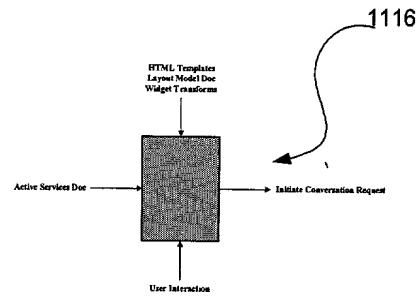 1116
HTML Templates
Layout Model Doc
Widget Transforms
Active Services Doc
Initiate Conversation Request
User Interaction